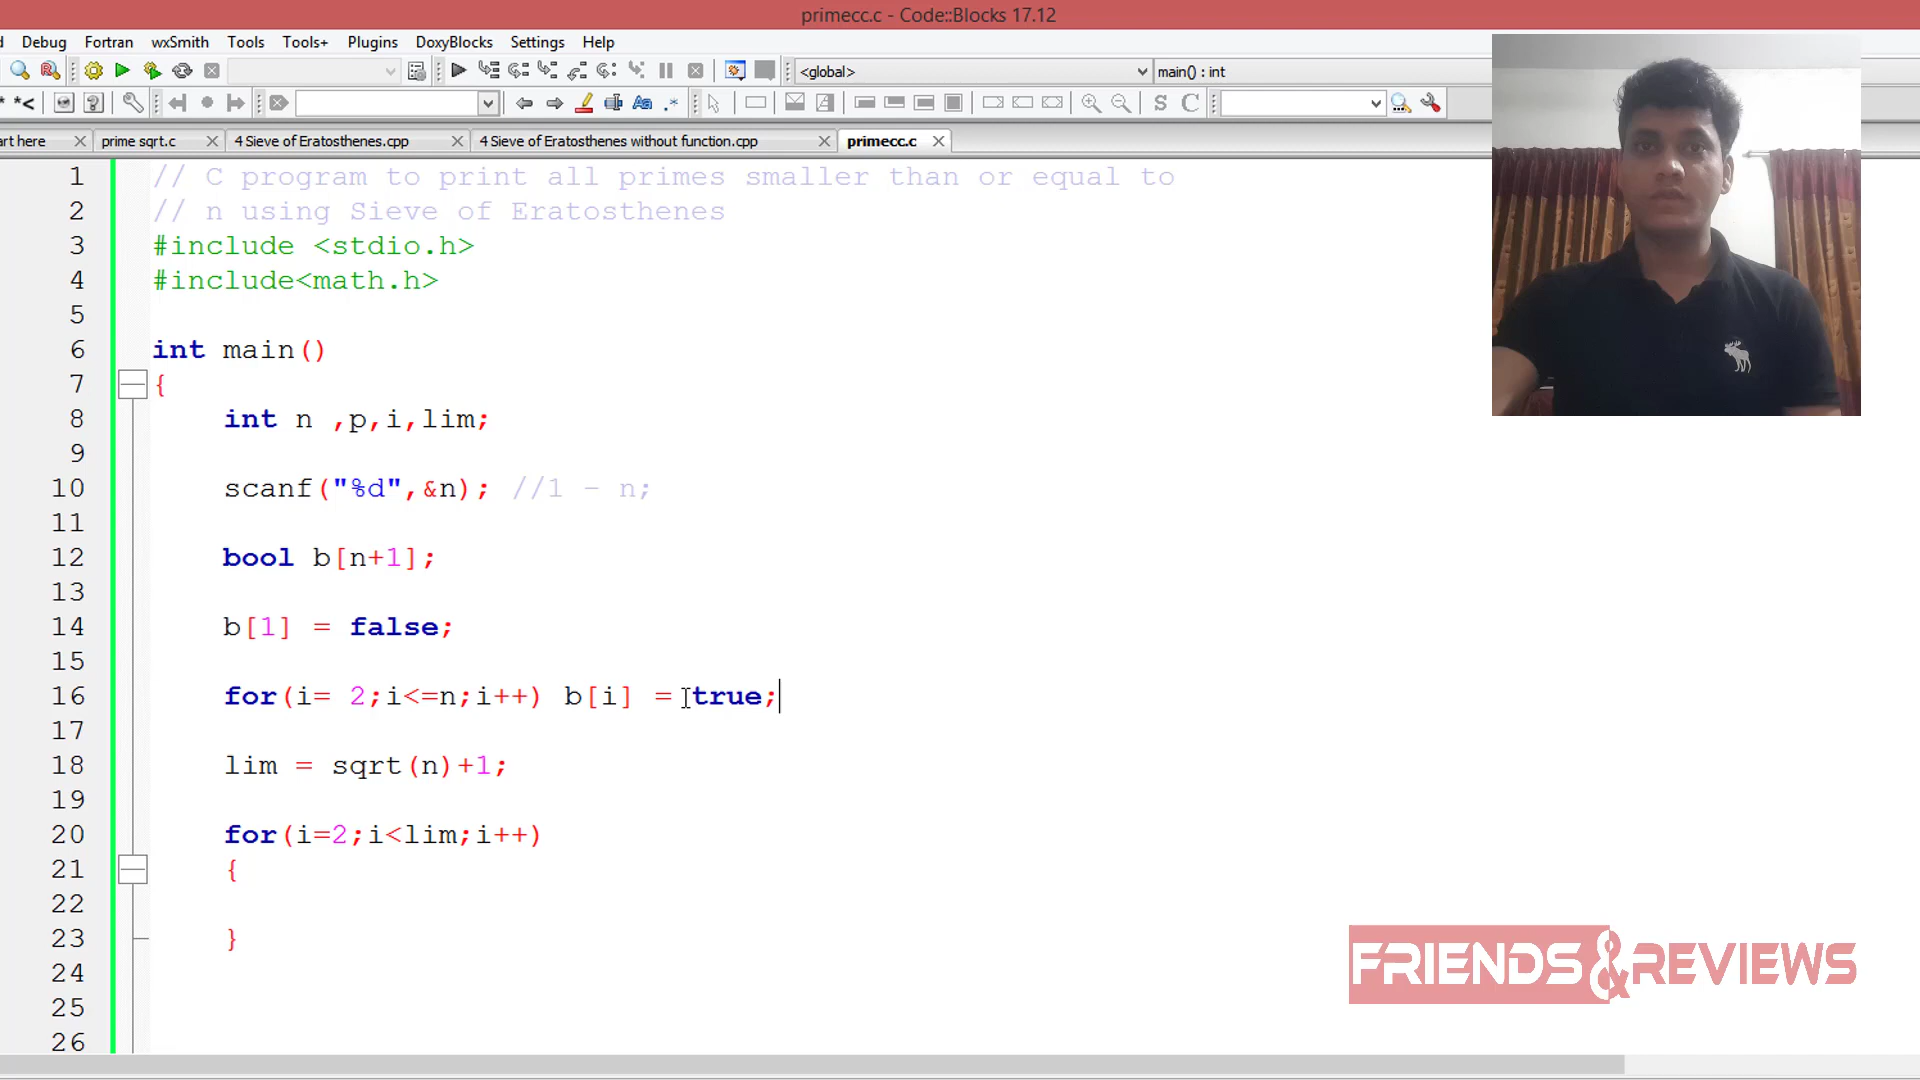 primecc.c - Code::Blocks 17.12
Debug Fortran wxSmith Tools Tools+ Plugins DoxyBlocks Settings Help
<global> main() : int
*< S C
art here prime sqrt.c 4 Sieve of Eratosthenes.cpp 4 Sieve of Eratosthenes without function.cpp primecc.c
1 // C program to print all primes smaller than or equal to
2 // n using Sieve of Eratosthenes
3 #include <stdio.h>
4 #include<math.h>
5
6 int main()
7 {
8 int n ,p,i,lim;
9
10 scanf("%d",&n); //1 - n;
11
12 bool b[n+1];
13
14 b[1] = false;
15
16 for(i= 2;i<=n;i++) b[i] = true;
17
18 lim = sqrt(n)+1;
19
20 for(i=2;i<lim;i++)
21 {
22
23 }
24
25
26
FRIENDS&REVIEWS